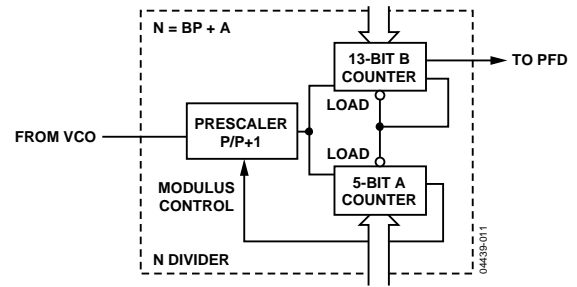 N = BP + A
13-BIT B
COUNTER
TO PFD
LOAD
PRESCALER
P/P+1
FROM VCO
LOAD
MODULUS
CONTROL
5-BIT A
COUNTER
N DIVIDER
04439-011